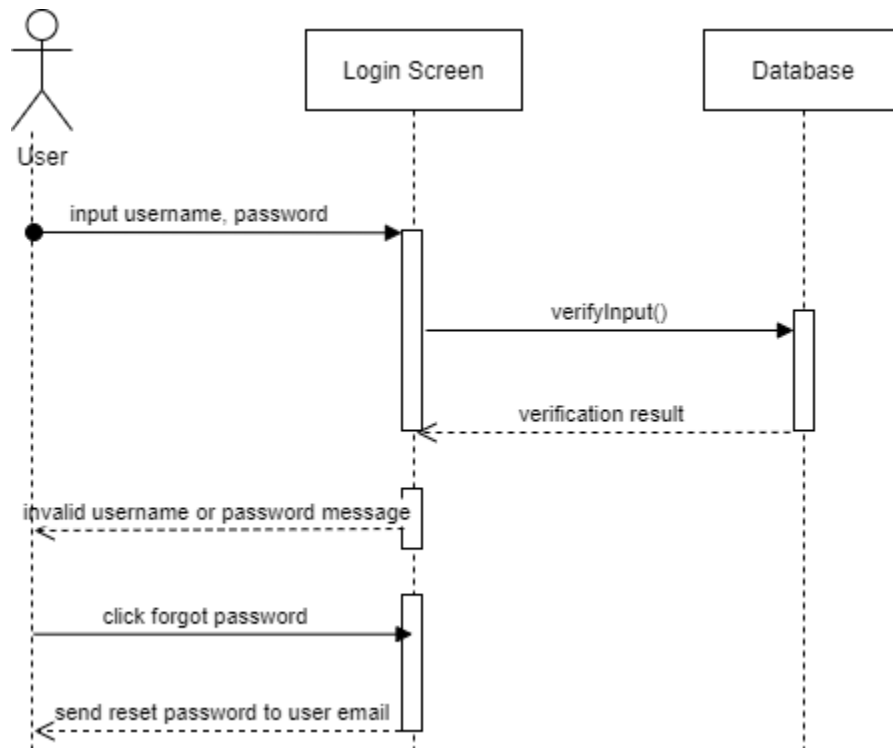 Login Screen
Database
User
input username, password
verifyInput()
verification result
invalid username or password message
click forgot password
send reset password to user email